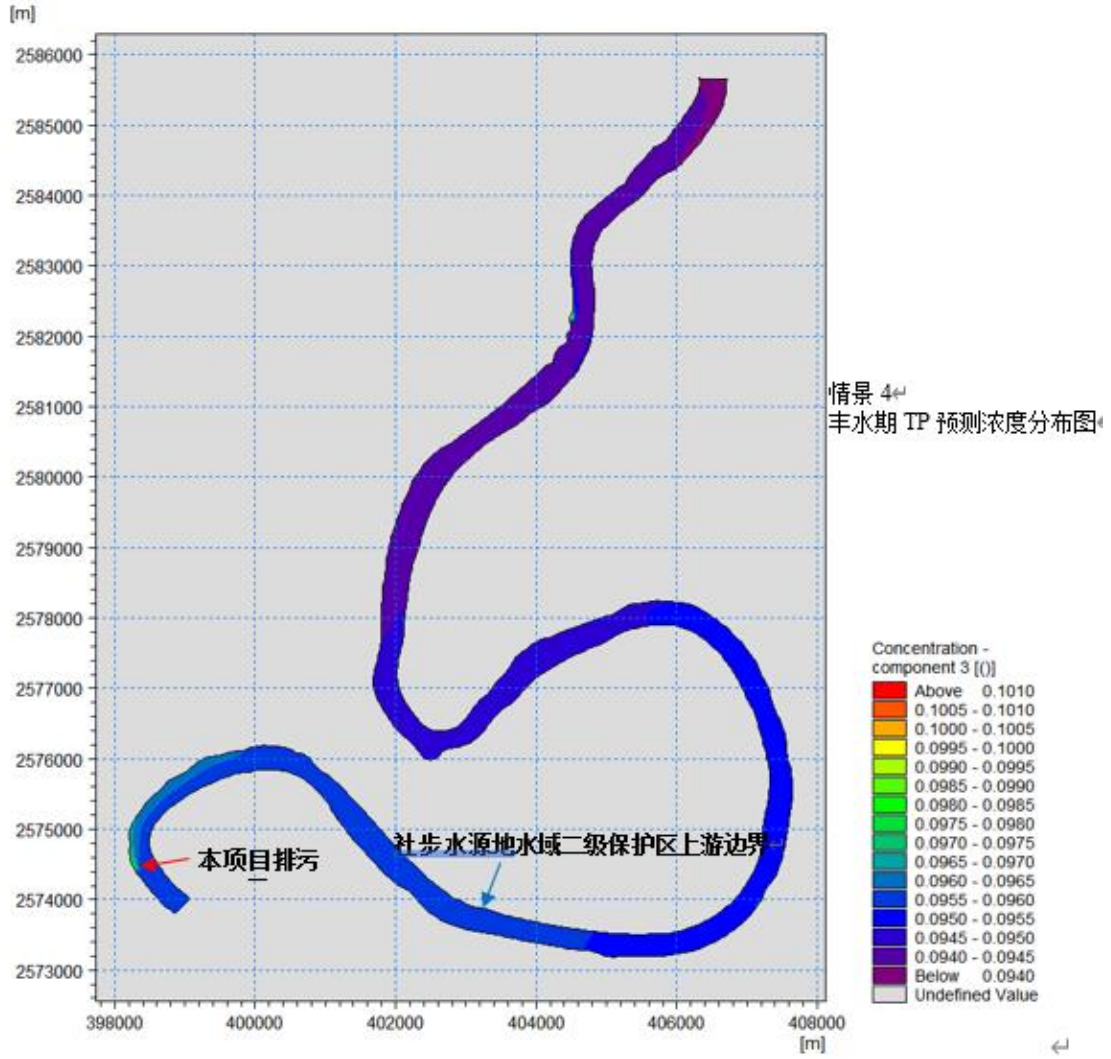 [m]
2586000
2585000
2584000
2583000
2582000
2581000
2580000
2579000
2578000
2577000
2576000
2575000
2574000
2573000
398000 400000 402000 404000 406000 408000
[m]
本项目排污
社步水源地水域二级保护区上游边界
情景 4
丰水期 TP 预测浓度分布图
Concentration -
component 3 [()]
Above 0.1010
0.1005 - 0.1010
0.1000 - 0.1005
0.0995 - 0.1000
0.0990 - 0.0995
0.0985 - 0.0990
0.0980 - 0.0985
0.0975 - 0.0980
0.0970 - 0.0975
0.0965 - 0.0970
0.0960 - 0.0965
0.0955 - 0.0960
0.0950 - 0.0955
0.0945 - 0.0950
0.0940 - 0.0945
Below 0.0940
Undefined Value